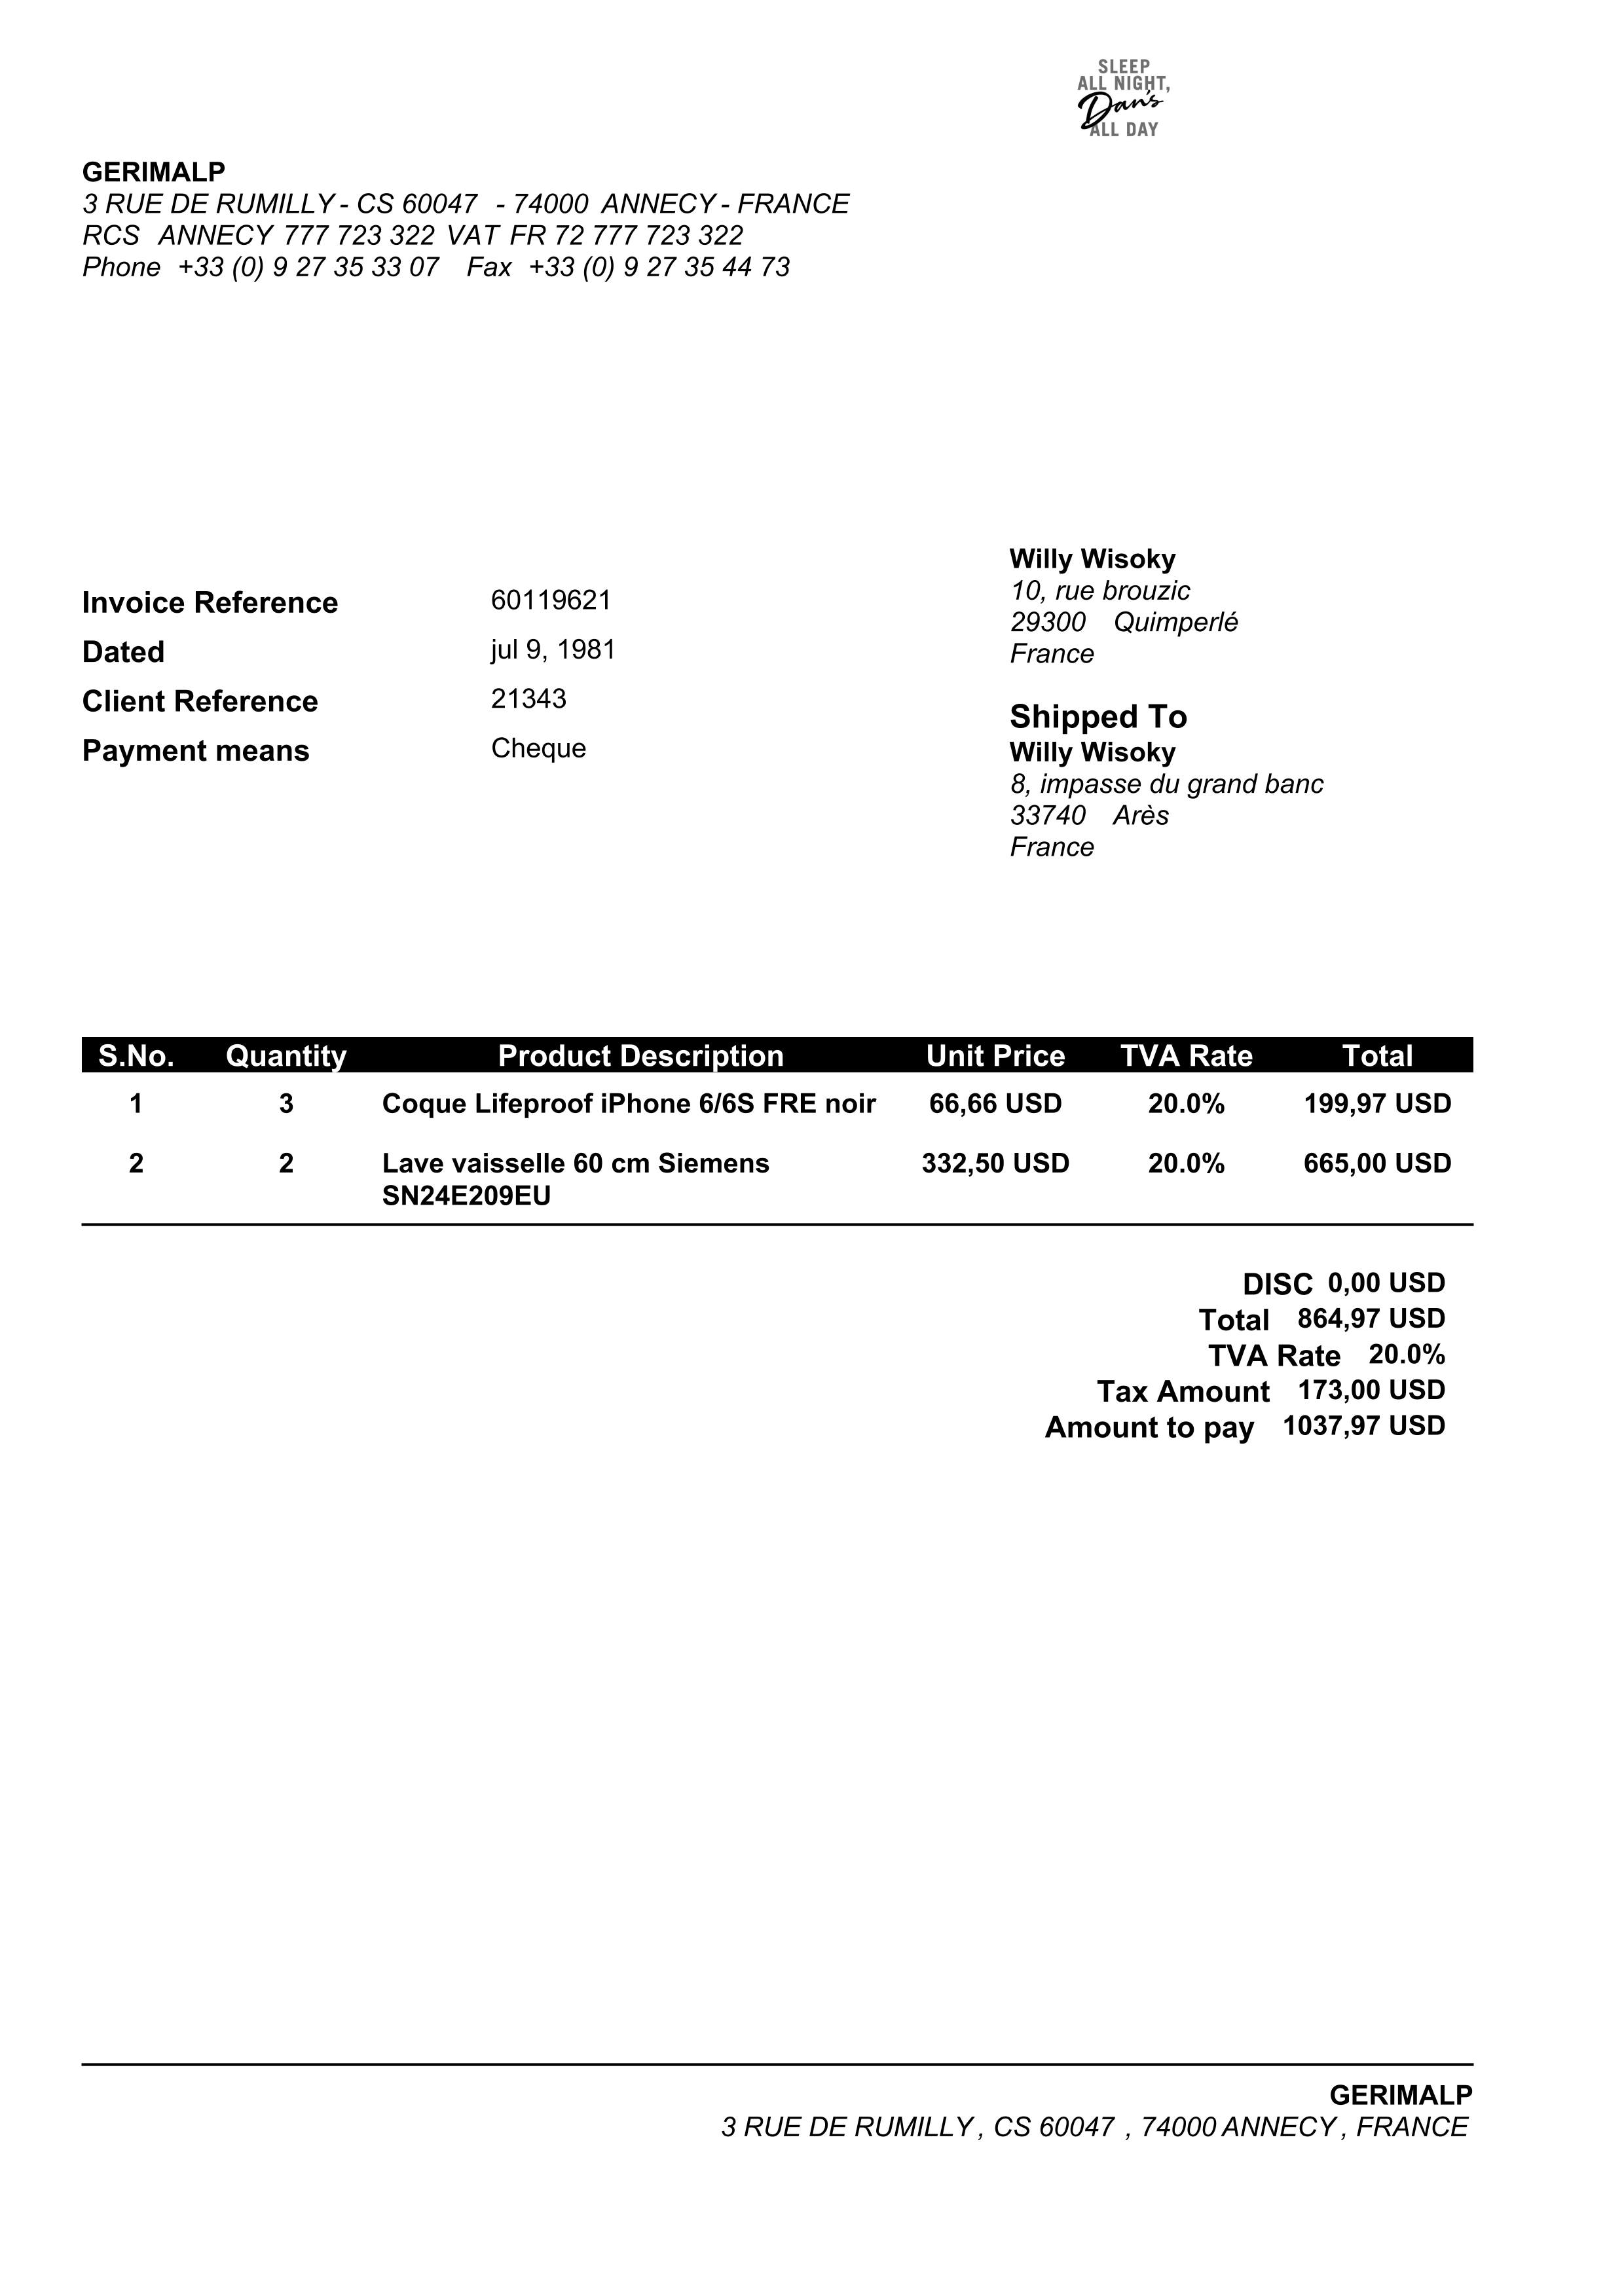 SLEEP
ALL NIGHT,
Dan's
ALL DAY
GERIMALP
3 RUE DE RUMILLY - CS 60047 - 74000 ANNECY - FRANCE
RCS ANNECY 777 723 322 VAT FR 72 777 723 322
Phone +33 (0) 9 27 35 33 07 Fax +33 (0) 9 27 35 44 73
Invoice Reference 60119621
Dated jul 9, 1981
Client Reference 21343
Payment means Cheque
Willy Wisoky
10, rue brouzic
29300 Quimperlé
France
Shipped To
Willy Wisoky
8, impasse du grand banc
33740 Arès
France
S.No. Quantity Product Description Unit Price TVA Rate Total
1 3 Coque Lifeproof iPhone 6/6S FRE noir 66,66 USD 20.0% 199,97 USD
2 2 Lave vaisselle 60 cm Siemens 332,50 USD 20.0% 665,00 USD
SN24E209EU
DISC 0,00 USD
Total 864,97 USD
TVA Rate 20.0%
Tax Amount 173,00 USD
Amount to pay 1037,97 USD
GERIMALP
3 RUE DE RUMILLY , CS 60047 , 74000 ANNECY , FRANCE